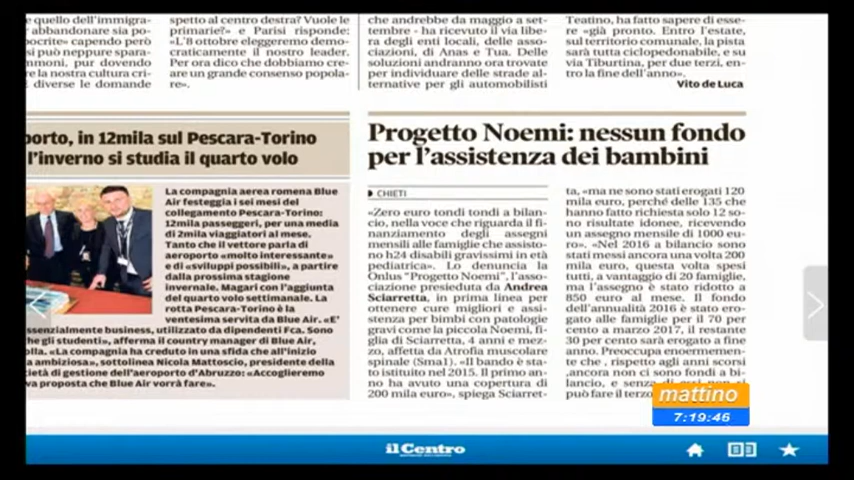 e quello dell'immigra-
r abbandonare sia po-
ocrite» capendo però
si può neppure spara-
mmoni, pur dovendo
re la nostra cultura cri-
i diverse le domande
spetto al centro destra? Vuole le
primarie?» e Parisi risponde:
«L'8 ottobre eleggeremo demo-
craticamente il nostro leader.
Per ora dico che dobbiamo cre-
are un grande consenso popola-
re».
che andrebbe da maggio a set-
tembre - ha ricevuto il via libe-
ra degli enti locali, delle asso-
ciazioni, di Anas e Tua. Delle
soluzioni andranno ora trovate
per individuare delle strade al-
ternative per gli automobilisti
Teatino, ha fatto sapere di esse-
re «già pronto. Entro l'estate,
sul territorio comunale, la pista
sarà tutta ciclopedonabile, e su
via Tiburtina, per due terzi, en-
tro la fine dell'anno».
Vito de Luca
porto, in 12mila sul Pescara-Torino
l'inverno si studia il quarto volo
La compagnia aerea romena Blue
Air festeggia i sei mesi del
collegamento Pescara-Torino:
12mila passeggeri, per una media
di 2mila viaggiatori al mese.
Tanto che il vettore parla di
aeroporto «molto interessante»
e di «sviluppi possibili», a partire
dalla prossima stagione
invernale. Magari con l'aggiunta
del quarto volo settimanale. La
rotta Pescara-Torino è la
ventesima servita da Blue Air. «E'
ssenzialmente business, utilizzato da dipendenti Fca. Sono
he gli studenti», afferma il country manager di Blue Air,
olla. «La compagnia ha creduto in una sfida che all'inizio
a ambiziosa», sottolinea Nicola Mattoscio, presidente della
cietà di gestione dell'aeroporto d'Abruzzo: «Accoglieremo
va proposta che Blue Air vorrà fare».
Progetto Noemi: nessun fondo
per l'assistenza dei bambini
CHIETI
«Zero euro tondi tondi a bilan-
cio, nella voce che riguarda il fi-
nanziamento degli assegni
mensili alle famiglie che assisto-
no h24 disabili gravissimi in età
pediatrica». Lo denuncia la
Onlus "Progetto Noemi", l'asso-
ciazione presieduta da Andrea
Sciarretta, in prima linea per
ottenere cure migliori e assi-
stenza per bimbi con patologie
gravi come la piccola Noemi, fi-
glia di Sciarretta, 4 anni e mez-
zo, affetta da Atrofia muscolare
spinale (Sma1). «Il bando è sta-
to istituito nel 2015. Il primo an-
no ha avuto una copertura di
200 mila euro», spiega Sciarret-
ta, «ma ne sono stati erogati 120
mila euro, perché delle 135 che
hanno fatto richiesta solo 12 so-
no risultate idonee, ricevendo
un assegno mensile di 1000 eu-
ro». «Nel 2016 a bilancio sono
stati messi ancora una volta 200
mila euro, questa volta spesi
tutti, a vantaggio di 20 famiglie,
ma l'assegno è stato ridotto a
850 euro al mese. Il fondo
dell'annualità 2016 è stato ero-
gato alle famiglie per il 70 per
cento a marzo 2017, il restante
30 per cento sarà erogato a fine
anno. Preoccupa enormemen-
te che , rispetto agli anni scorsi
,ancora non ci sono fondi a bi-
lancio, e senza di essi non si
può fare il terzo
mattino
7:19:46
il Centro